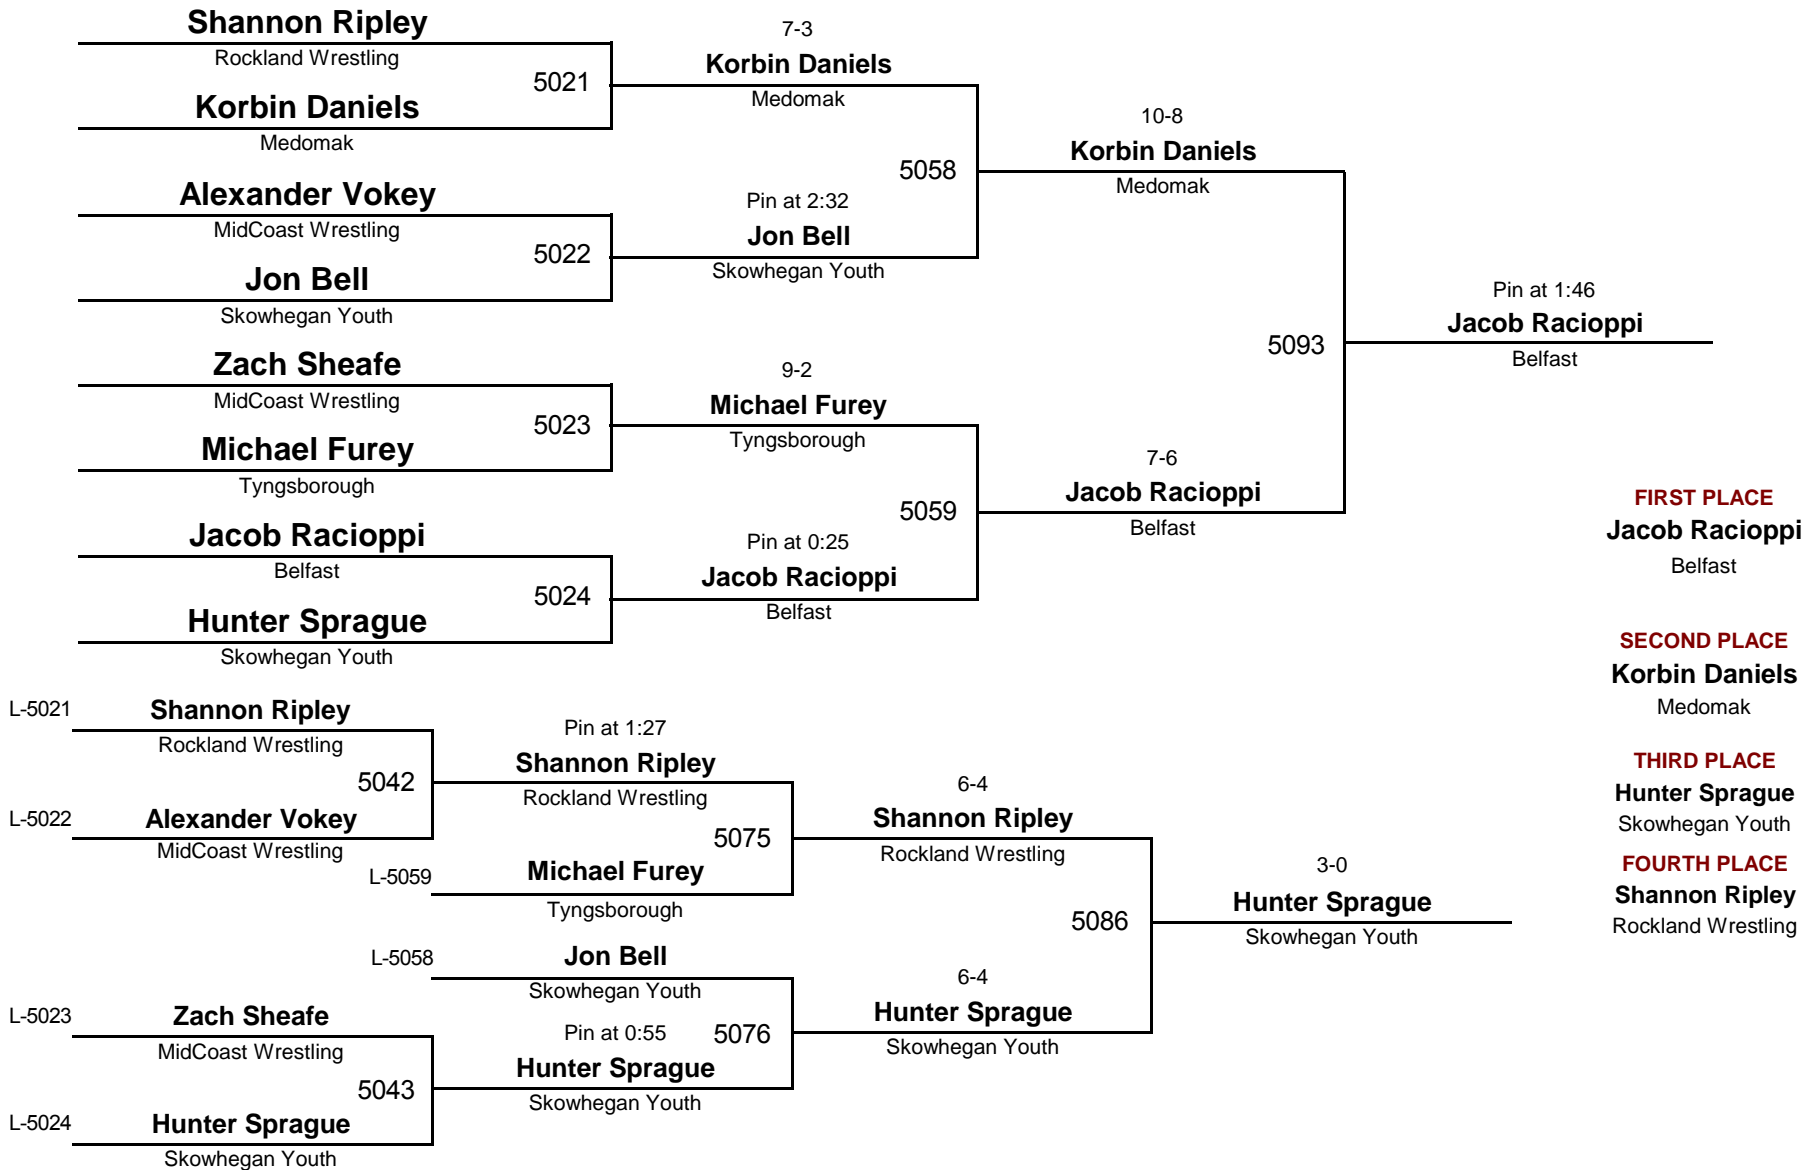 Shannon Ripley
Rockland Wrestling
5021
Korbin Daniels
Medomak
7-3
Korbin Daniels
Medomak
Alexander Vokey
MidCoast Wrestling
5022
Jon Bell
Skowhegan Youth
Pin at 2:32
Jon Bell
Skowhegan Youth
5058
10-8
Korbin Daniels
Medomak
Zach Sheafe
MidCoast Wrestling
5023
Michael Furey
Tyngsborough
9-2
Michael Furey
Tyngsborough
Jacob Racioppi
Belfast
5024
Hunter Sprague
Skowhegan Youth
Pin at 0:25
Jacob Racioppi
Belfast
5059
7-6
Jacob Racioppi
Belfast
5093
Pin at 1:46
Jacob Racioppi
Belfast
FIRST PLACE
Jacob Racioppi
Belfast
SECOND PLACE
Korbin Daniels
Medomak
THIRD PLACE
Hunter Sprague
Skowhegan Youth
FOURTH PLACE
Shannon Ripley
Rockland Wrestling
L-5021
Shannon Ripley
Rockland Wrestling
5042
L-5022
Alexander Vokey
MidCoast Wrestling
Pin at 1:27
Shannon Ripley
Rockland Wrestling
5075
L-5059
Michael Furey
Tyngsborough
6-4
Shannon Ripley
Rockland Wrestling
L-5058
Jon Bell
Skowhegan Youth
5076
L-5023
Zach Sheafe
MidCoast Wrestling
5043
L-5024
Hunter Sprague
Skowhegan Youth
Pin at 0:55
Hunter Sprague
Skowhegan Youth
6-4
Hunter Sprague
Skowhegan Youth
5086
3-0
Hunter Sprague
Skowhegan Youth